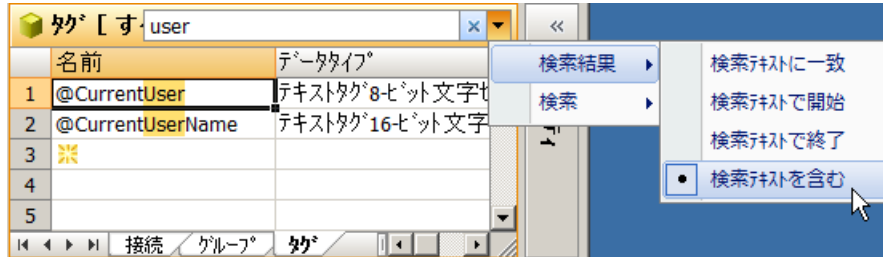 ﾀｸﾞ [ す
user
«
名前
ﾃﾞｰﾀﾀｲﾌﾟ
1 @CurrentUser ﾃｷｽﾄﾀｸﾞ8-ﾋﾞｯﾄ文字
2 @CurrentUserName ﾃｷｽﾄﾀｸﾞ16-ﾋﾞｯﾄ文字
3
4
5
接続 ｸﾞﾙｰﾌﾟ ﾀｸﾞ
検索結果
検索
検索ﾃｷｽﾄに一致
検索ﾃｷｽﾄで開始
検索ﾃｷｽﾄで終了
検索ﾃｷｽﾄを含む